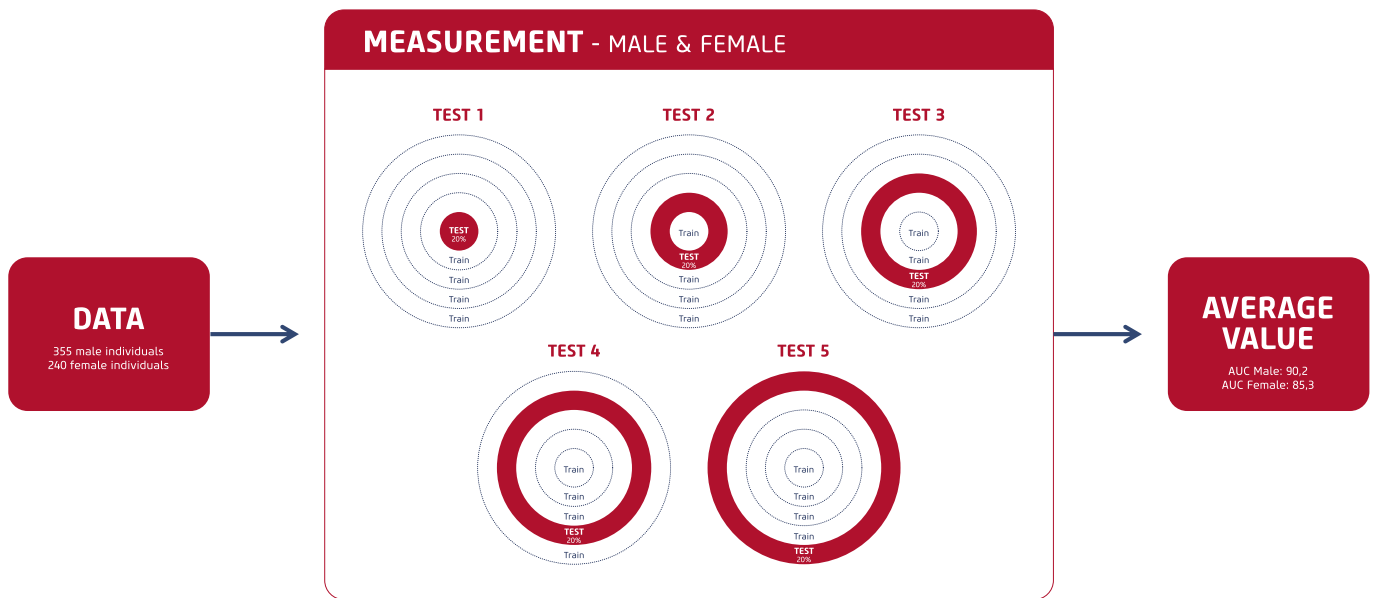 MEASUREMENT - MALE & FEMALE
DATA
355 male individuals
240 female individuals
TEST 1
TEST
20%
Train
Train
Train
Train
TEST 2
Train
TEST
20%
Train
Train
Train
TEST 3
Train
Train
TEST
20%
Train
Train
TEST 4
Train
Train
Train
TEST
20%
Train
TEST 5
Train
Train
Train
Train
TEST
20%
AVERAGE
VALUE
AUC Male: 90,2
AUC Female: 85,3